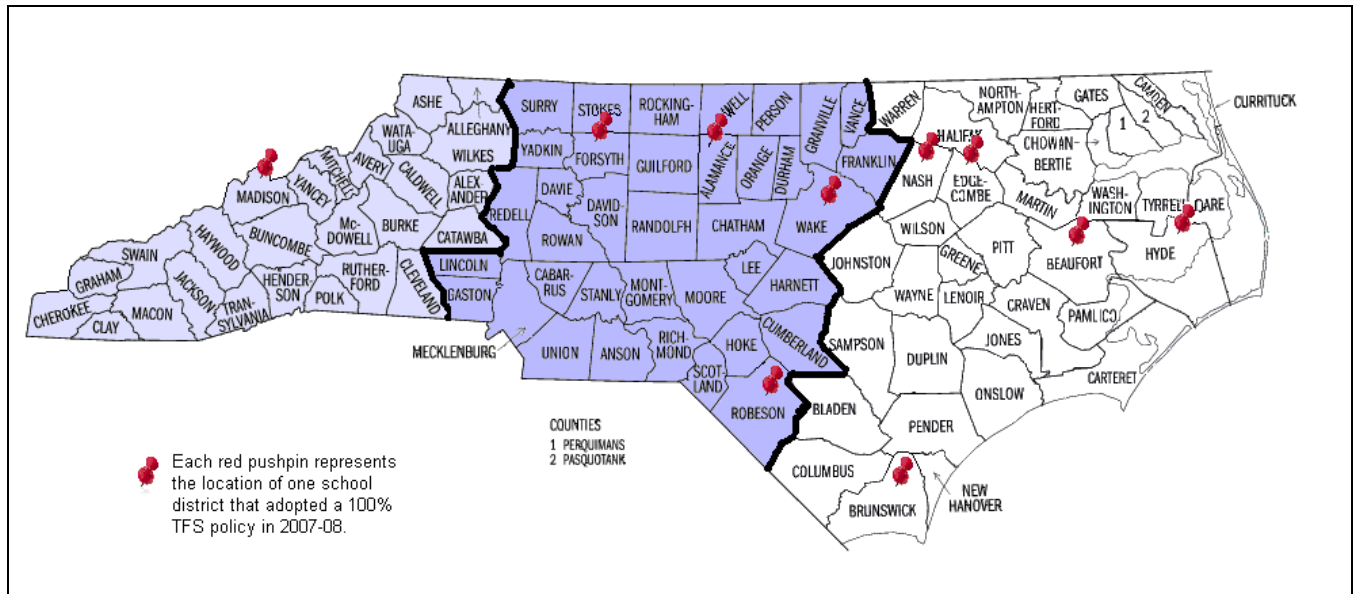 ASHE
ALLEGHANY
SURRY
STOKES
ROCKING-
HAM
WELL
PERSON
GRANVILLE
VANCE
WARREN
NORTH-
AMPTON
HERT-
FORD
GATES
CAMDEN
CURRITUCK
1 2
WATA-
UGA
WILKES
YADKIN
FORSYTH
GUILFORD
ALAMANCE
ORANGE
DURHAM
FRANKLIN
HALIFAX
CHOWAN
BERTIE
MITCHELL
AVERY
CALDWELL
ALEX-
ANDER
MADISON
YANCEY
REDELL
DAVIE
DAVID-
SON
RANDOLFH
CHATHAM
WAKE
NASH
EDGE-
COMBE
MARTIN
WASH-
INGTON
TYRREL
DARE
Mc-
DOWELL
BURKE
CATAWBA
ROWAN
WILSON
PITT
BEAUFORT
HYDE
SWAIN
HAYWOOD
BUNCOMBE
GRAHAM
JACKSON
HENDER-
SON
RUTHER-
FORD
POLK
CLEVELAND
LINCOLN
GASTON
CABAR-
RUS
STANLY
MONT-
GOMERY
MOORE
LEE
HARNETT
JOHNSTON
GREENE
WAYNE
LENOIR
CRAVEN
PAMLICO
CHEROKEE
CLAY
MACON
TRAN-
SYLVANIA
MECKLENBURG
UNION
ANSON
RICH-
MOND
SCOT-
LAND
HOKE
CUMBERLAND
SAMPSON
DUPLIN
JONES
ONSLOW
CARTERET
ROBESON
BLADEN
PENDER
COLUMBUS
BRUNSWICK
NEW
HANOVER
COUNTIES
1 PERQUIMANS
2 PASQUOTANK
Each red pushpin represents
the location of one school
district that adopted a 100%
TFS policy in 2007-08.